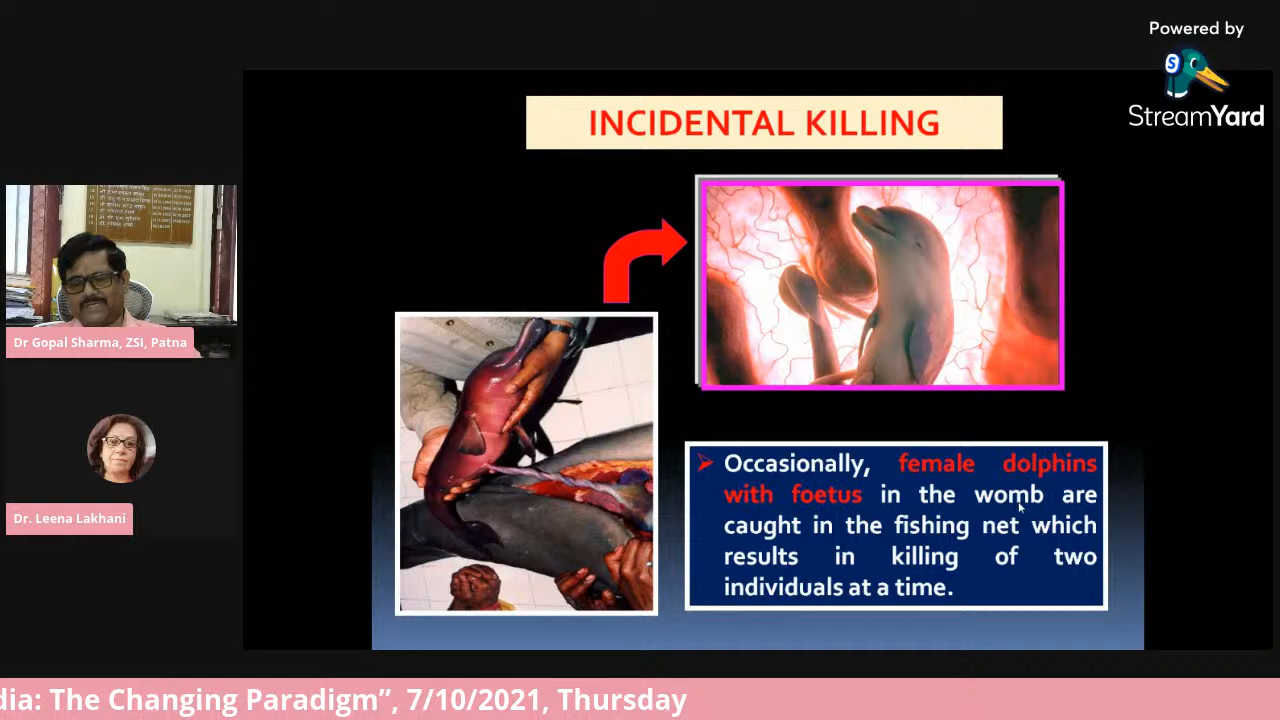 Powered by
StreamYard
INCIDENTAL KILLING
Dr Gopal Sharma, ZSI, Patna
Dr. Leena Lakhani
➤ Occasionally, female dolphins
with foetus in the womb are
caught in the fishing net which
results in killing of two
individuals at a time.
dia: The Changing Paradigm”, 7/10/2021, Thursday